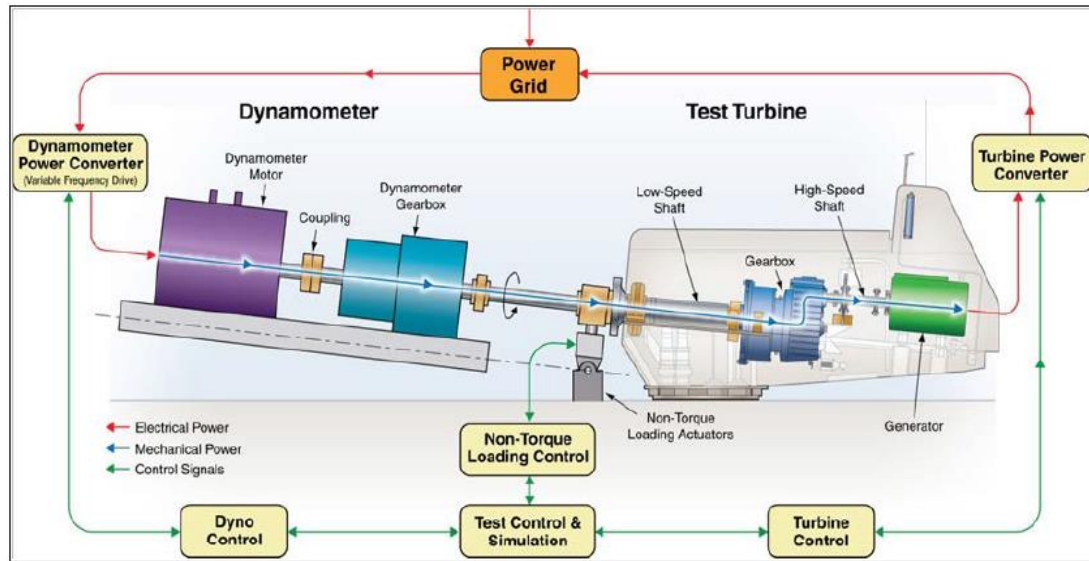 Power
Grid
Dynamometer
Test Turbine
Dynamometer
Power Converter
(Variable Frequency Drive)
Turbine Power
Converter
Dynamometer
Motor
Coupling
Dynamometer
Gearbox
Low-Speed
Shaft
High-Speed
Shaft
Gearbox
Generator
Non-Torque
Loading Actuators
Electrical Power
Mechanical Power
Control Signals
Non-Torque
Loading Control
Dyno
Control
Test Control &
Simulation
Turbine
Control